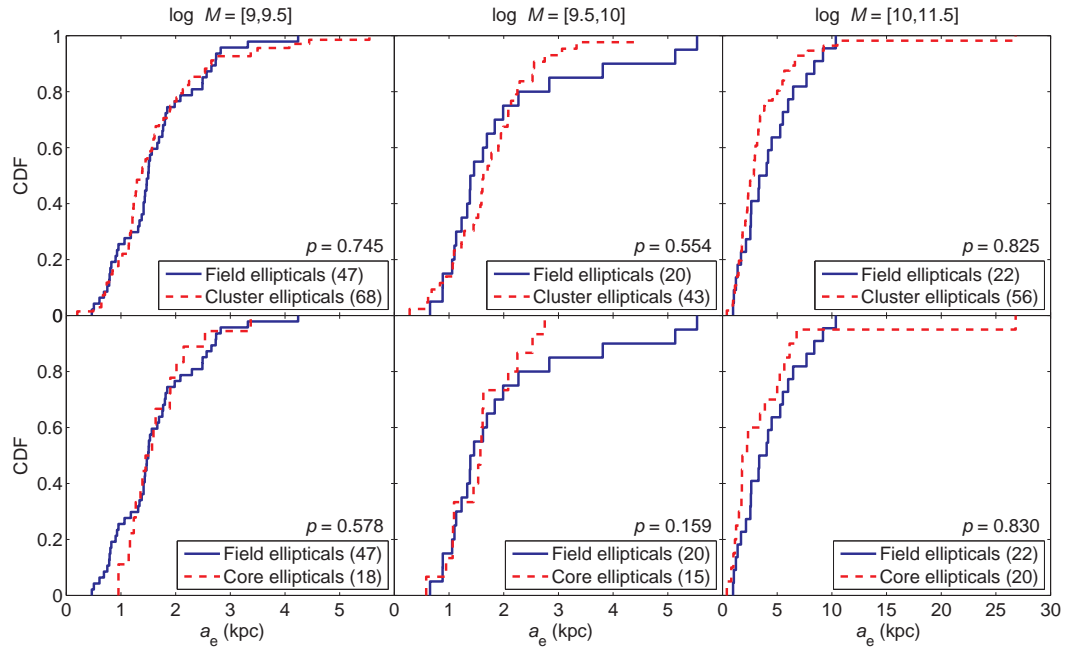 log M = [9,9.5]
log M = [9.5,10]
log M = [10,11.5]
1
0.8
0.6
0.4
0.2
0
CDF
p = 0.745
Field ellipticals (47)
Cluster ellipticals (68)
p = 0.554
Field ellipticals (20)
Cluster ellipticals (43)
p = 0.825
Field ellipticals (22)
Cluster ellipticals (56)
0.8
0.6
0.4
0.2
0
CDF
p = 0.578
Field ellipticals (47)
Core ellipticals (18)
p = 0.159
Field ellipticals (20)
Core ellipticals (15)
p = 0.830
Field ellipticals (22)
Core ellipticals (20)
0 1 2 3 4 5
1 2 3 4 5
0 5 10 15 20 25 30
ae (kpc)
ae (kpc)
ae (kpc)